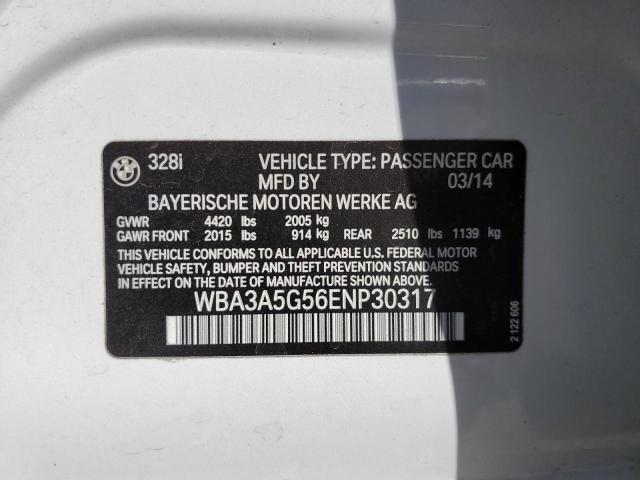 BMW 328i VEHICLE TYPE: PASSENGER CAR
MFD BY 03/14
BAYERISCHE MOTOREN WERKE AG
GVWR 4420 lbs 2005 kg
GAWR FRONT 2015 lbs 914 kg REAR 2510 lbs 1139 kg
THIS VEHICLE CONFORMS TO ALL APPLICABLE U.S. FEDERAL MOTOR
VEHICLE SAFETY, BUMPER AND THEFT PREVENTION STANDARDS
IN EFFECT ON THE DATE OF MANUFACTURE SHOWN ABOVE.
WBA3A5G56ENP30317
2 122 606